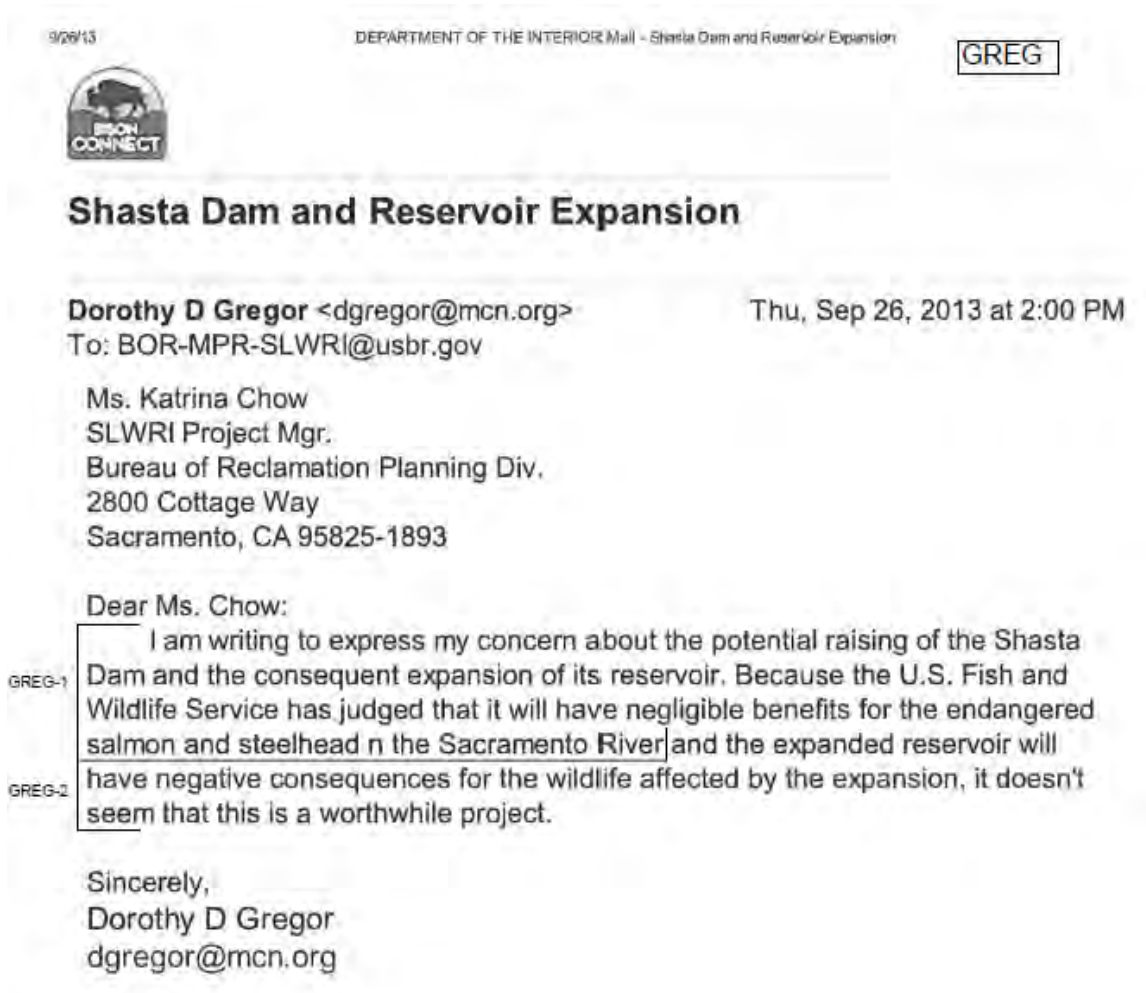 9/26/13
DEPARTMENT OF THE INTERIOR Mail - Shasta Dam and Reservoir Expansion
GREG
BISON
CONNECT
Shasta Dam and Reservoir Expansion
Dorothy D Gregor <dgregor@mcn.org>
Thu, Sep 26, 2013 at 2:00 PM
To: BOR-MPR-SLWRI@usbr.gov
Ms. Katrina Chow
SLWRI Project Mgr.
Bureau of Reclamation Planning Div.
2800 Cottage Way
Sacramento, CA 95825-1893
Dear Ms. Chow:
I am writing to express my concern about the potential raising of the Shasta
GREG-1 Dam and the consequent expansion of its reservoir. Because the U.S. Fish and
Wildlife Service has judged that it will have negligible benefits for the endangered
salmon and steelhead n the Sacramento River and the expanded reservoir will
GREG-2 have negative consequences for the wildlife affected by the expansion, it doesn't
seem that this is a worthwhile project.
Sincerely,
Dorothy D Gregor
dgregor@mcn.org